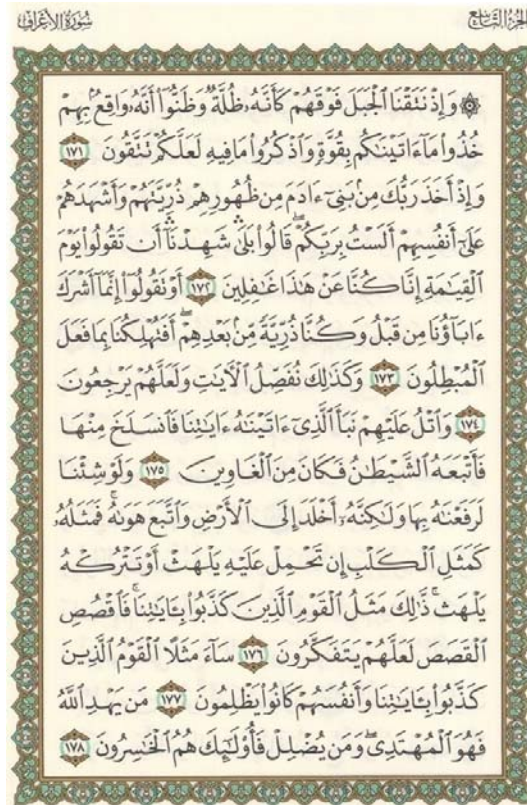 سُورَةُ الأَعْرَافِ
الجُزْءُ التَّاسِعُ
۞ وَإِذْ نَتَقْنَا ٱلْجَبَلَ فَوْقَهُمْ كَأَنَّهُۥ ظُلَّةٌ وَظَنُّوٓا۟ أَنَّهُۥ وَاقِعٌۢ بِهِمْ
خُذُوا۟ مَآ ءَاتَيْنَٰكُم بِقُوَّةٍ وَٱذْكُرُوا۟ مَا فِيهِ لَعَلَّكُمْ تَتَّقُونَ ١٧١
وَإِذْ أَخَذَ رَبُّكَ مِنۢ بَنِىٓ ءَادَمَ مِن ظُهُورِهِمْ ذُرِّيَّتَهُمْ وَأَشْهَدَهُمْ
عَلَىٰٓ أَنفُسِهِمْ أَلَسْتُ بِرَبِّكُمْ ۖ قَالُوا۟ بَلَىٰ ۛ شَهِدْنَآ ۛ أَن تَقُولُوا۟ يَوْمَ
ٱلْقِيَٰمَةِ إِنَّا كُنَّا عَنْ هَٰذَا غَٰفِلِينَ ١٧٢ أَوْ تَقُولُوٓا۟ إِنَّمَآ أَشْرَكَ
ءَابَآؤُنَا مِن قَبْلُ وَكُنَّا ذُرِّيَّةً مِّنۢ بَعْدِهِمْ ۖ أَفَتُهْلِكُنَا بِمَا فَعَلَ
ٱلْمُبْطِلُونَ ١٧٣ وَكَذَٰلِكَ نُفَصِّلُ ٱلْءَايَٰتِ وَلَعَلَّهُمْ يَرْجِعُونَ
١٧٤ وَٱتْلُ عَلَيْهِمْ نَبَأَ ٱلَّذِىٓ ءَاتَيْنَٰهُ ءَايَٰتِنَا فَٱنسَلَخَ مِنْهَا
فَأَتْبَعَهُ ٱلشَّيْطَٰنُ فَكَانَ مِنَ ٱلْغَاوِينَ ١٧٥ وَلَوْ شِئْنَا
لَرَفَعْنَٰهُ بِهَا وَلَٰكِنَّهُۥٓ أَخْلَدَ إِلَى ٱلْأَرْضِ وَٱتَّبَعَ هَوَىٰهُ ۚ فَمَثَلُهُۥ
كَمَثَلِ ٱلْكَلْبِ إِن تَحْمِلْ عَلَيْهِ يَلْهَثْ أَوْ تَتْرُكْهُ
يَلْهَث ۚ ذَّٰلِكَ مَثَلُ ٱلْقَوْمِ ٱلَّذِينَ كَذَّبُوا۟ بِـَٔايَٰتِنَا ۚ فَٱقْصُصِ
ٱلْقَصَصَ لَعَلَّهُمْ يَتَفَكَّرُونَ ١٧٦ سَآءَ مَثَلًا ٱلْقَوْمُ ٱلَّذِينَ
كَذَّبُوا۟ بِـَٔايَٰتِنَا وَأَنفُسَهُمْ كَانُوا۟ يَظْلِمُونَ ١٧٧ مَن يَهْدِ ٱللَّهُ
فَهُوَ ٱلْمُهْتَدِى ۖ وَمَن يُضْلِلْ فَأُو۟لَٰٓئِكَ هُمُ ٱلْخَٰسِرُونَ ١٧٨